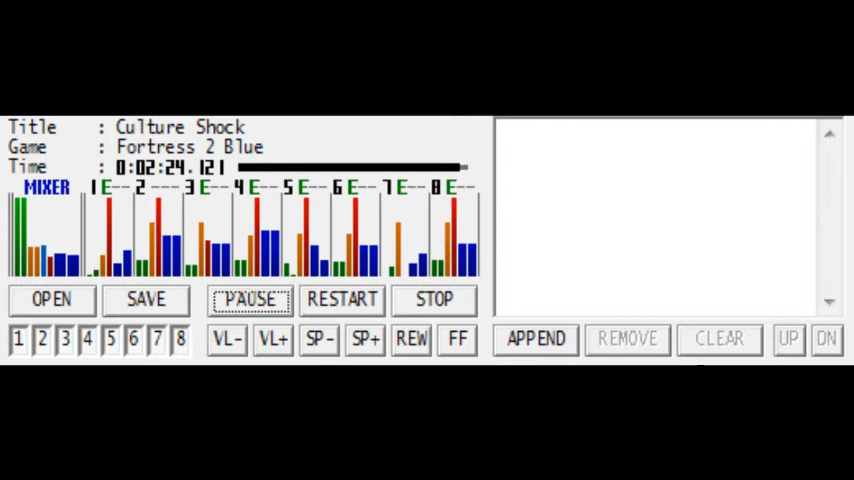 Title : Culture Shock
Game : Fortress 2 Blue
Time : 0:02:24.121
MIXER 1E-- 2--- 3E-- 4E-- 5E-- 6E-- 7E-- 8E--
OPEN SAVE PAUSE RESTART STOP
1 2 3 4 5 6 7 8 VL- VL+ SP- SP+ REW FF APPEND REMOVE CLEAR UP DN